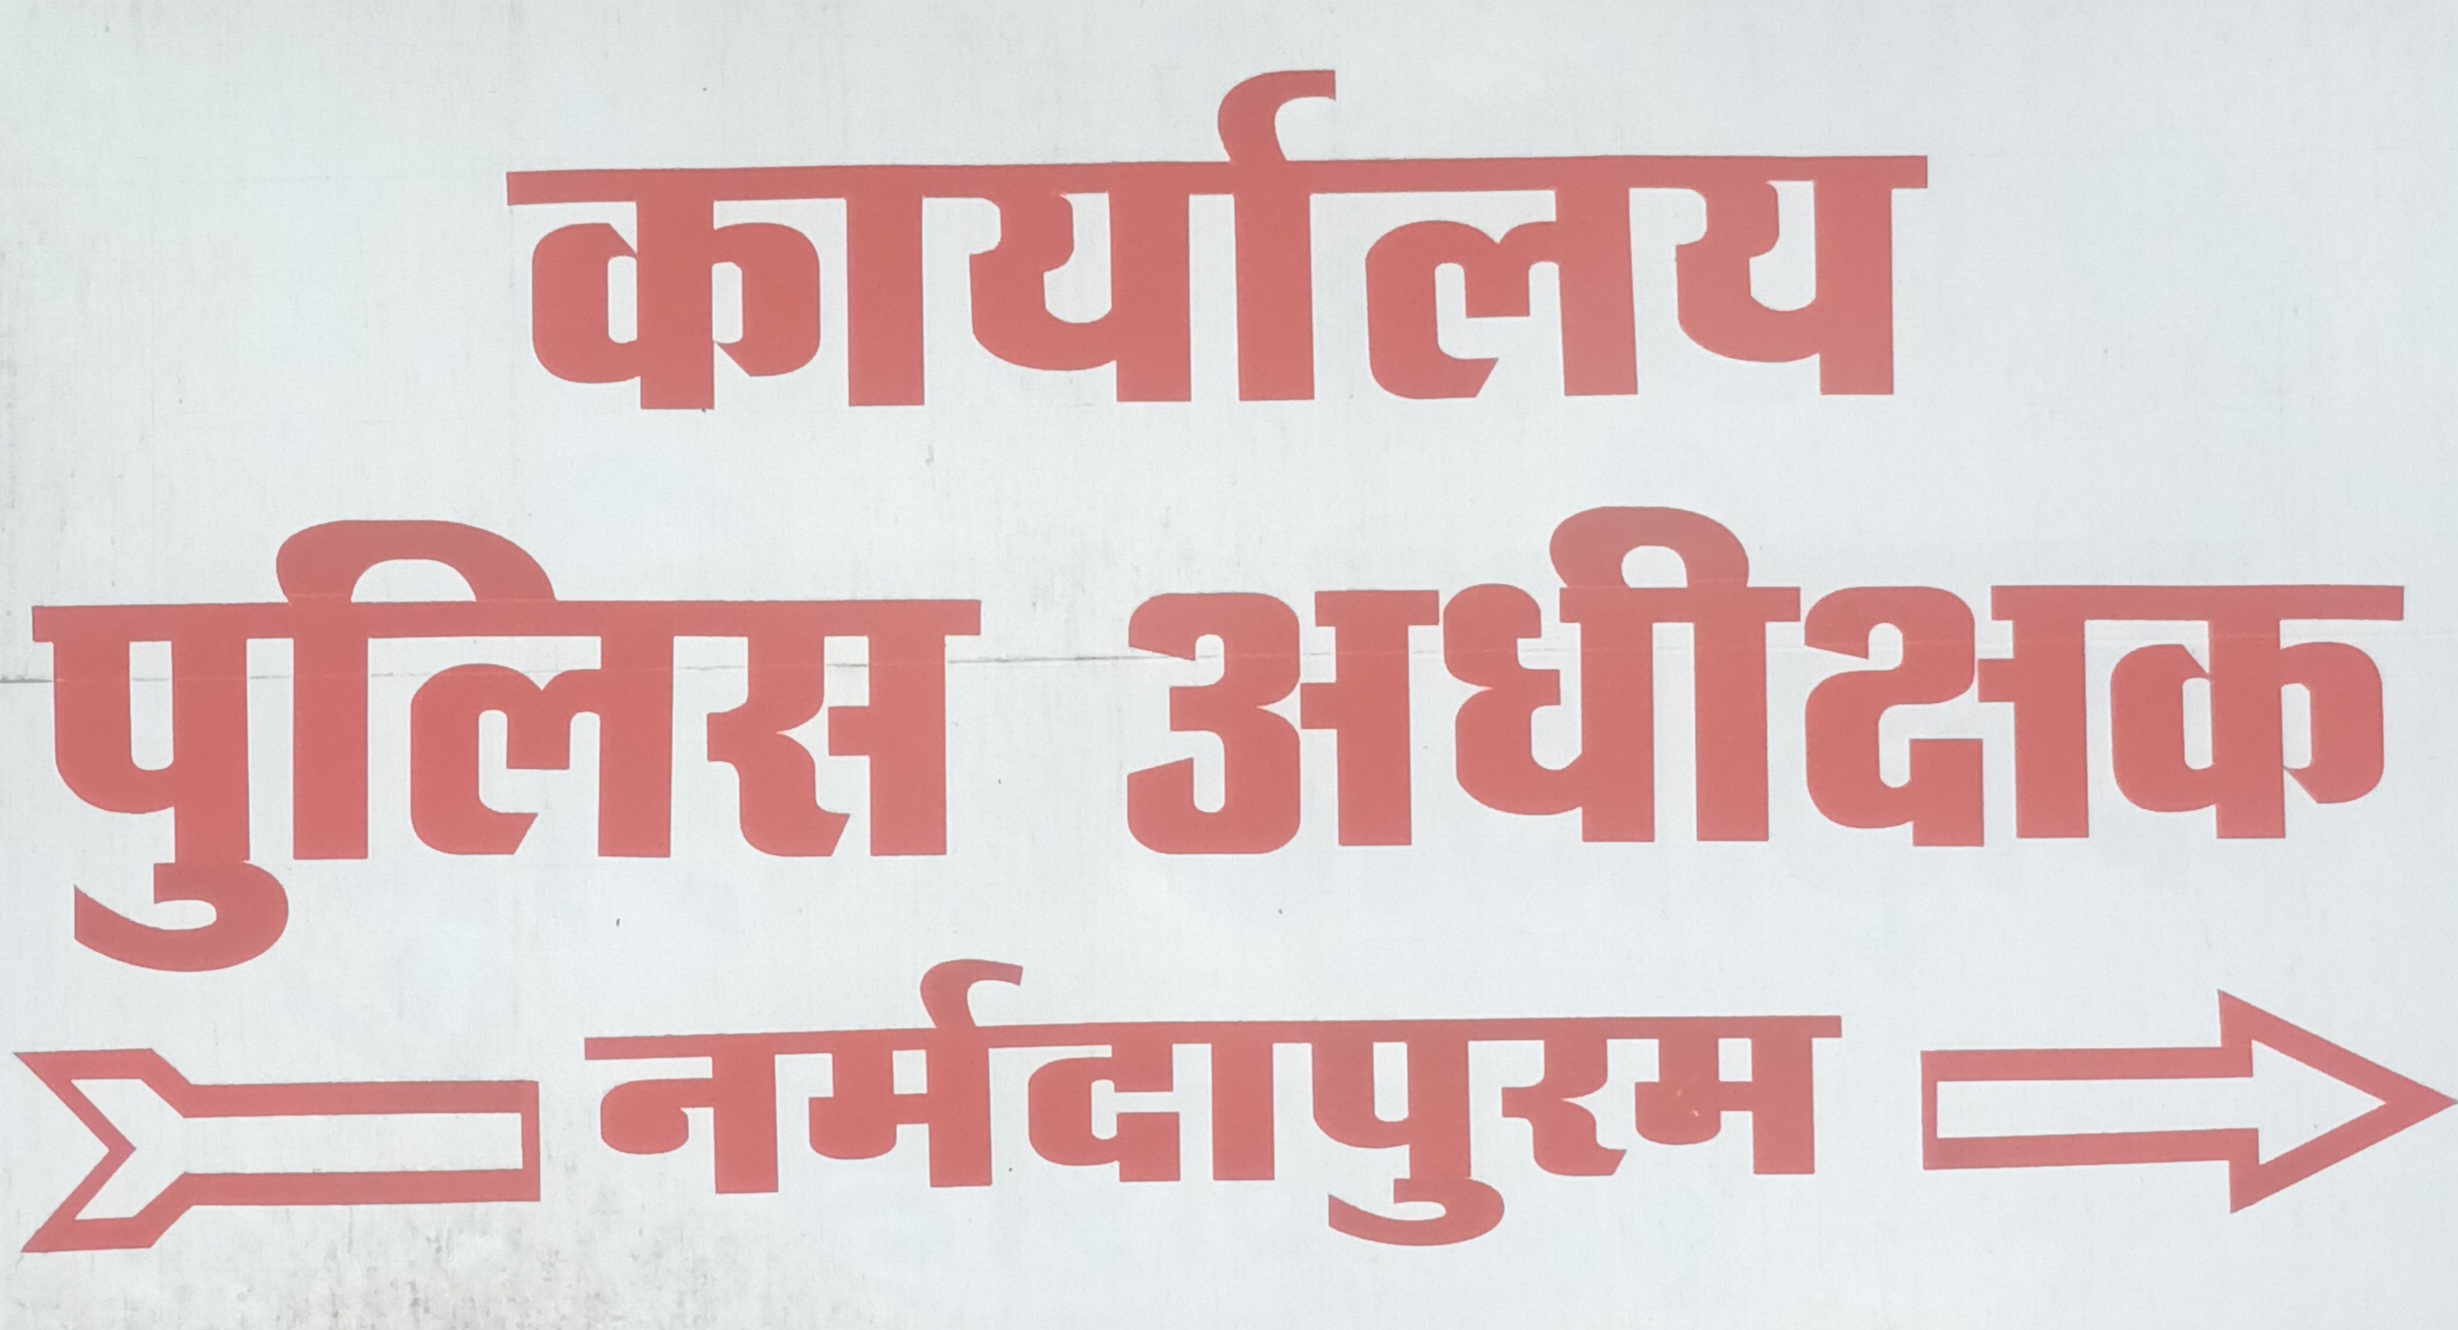 कार्यालय
पुलिस अधीक्षक
नर्मदापुरम